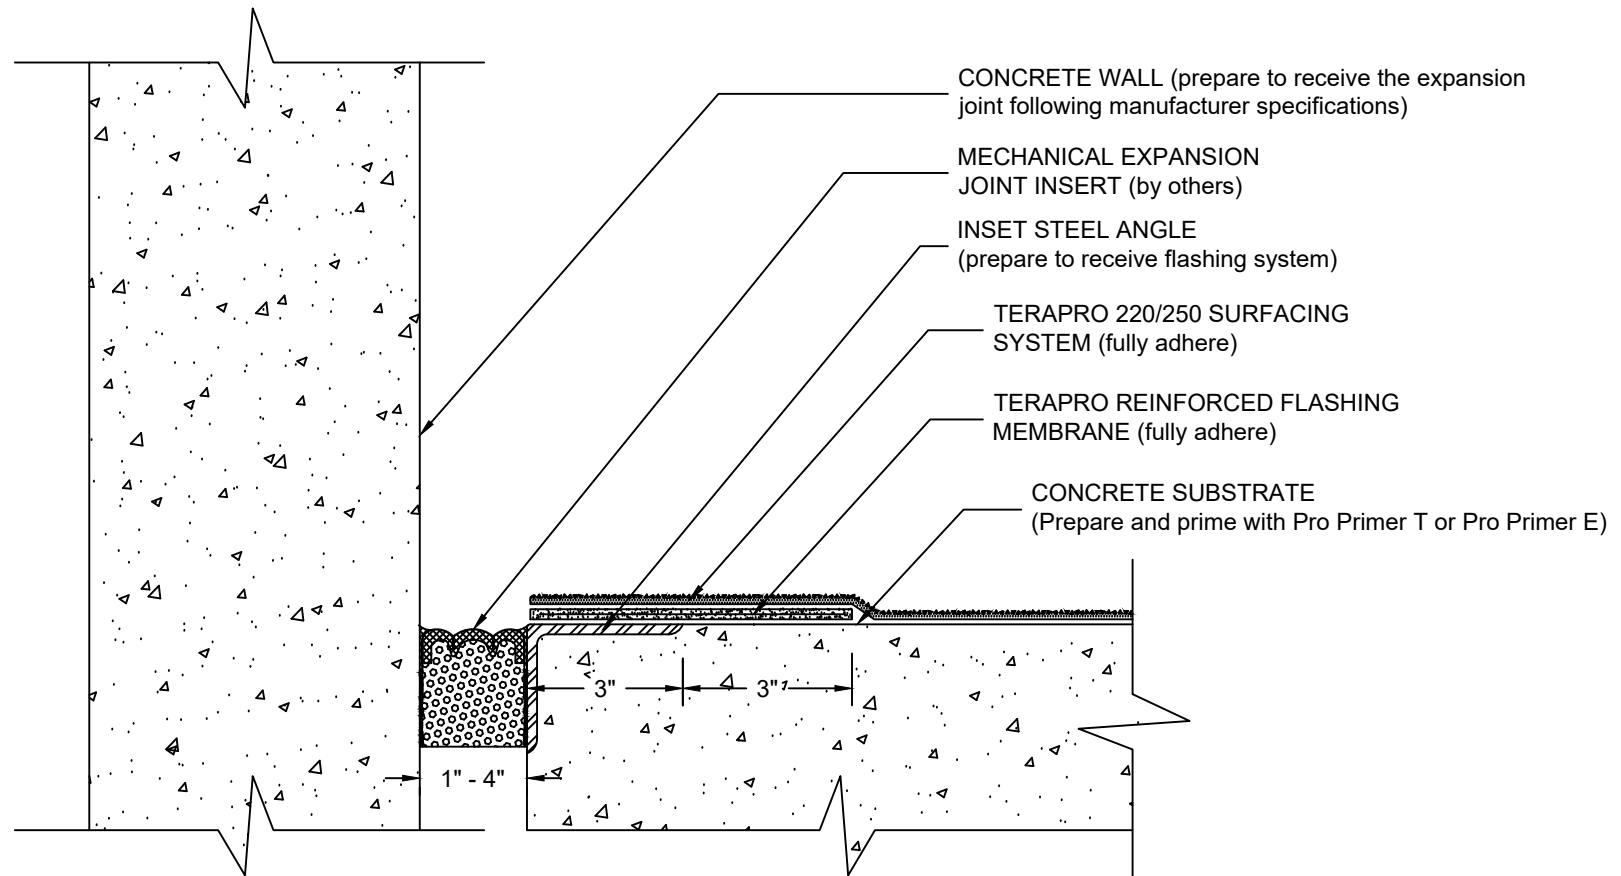 CONCRETE WALL (prepare to receive the expansion
joint following manufacturer specifications)
MECHANICAL EXPANSION
JOINT INSERT (by others)
INSET STEEL ANGLE
(prepare to receive flashing system)
TERAPRO 220/250 SURFACING
SYSTEM (fully adhere)
TERAPRO REINFORCED FLASHING
MEMBRANE (fully adhere)
CONCRETE SUBSTRATE
(Prepare and prime with Pro Primer T or Pro Primer E)
3"
3"
1" - 4"